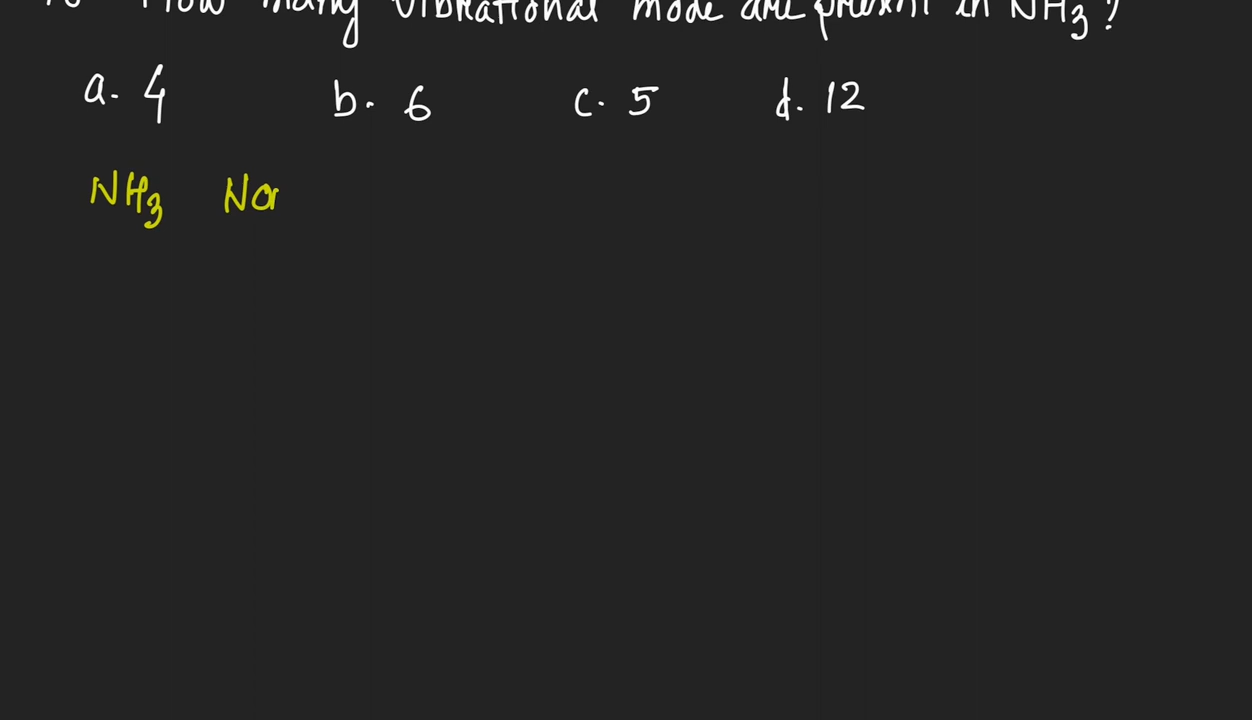 How many vibrational mode are present in NH3?
a. 4 b. 6 c. 5 d. 12
NH3 No